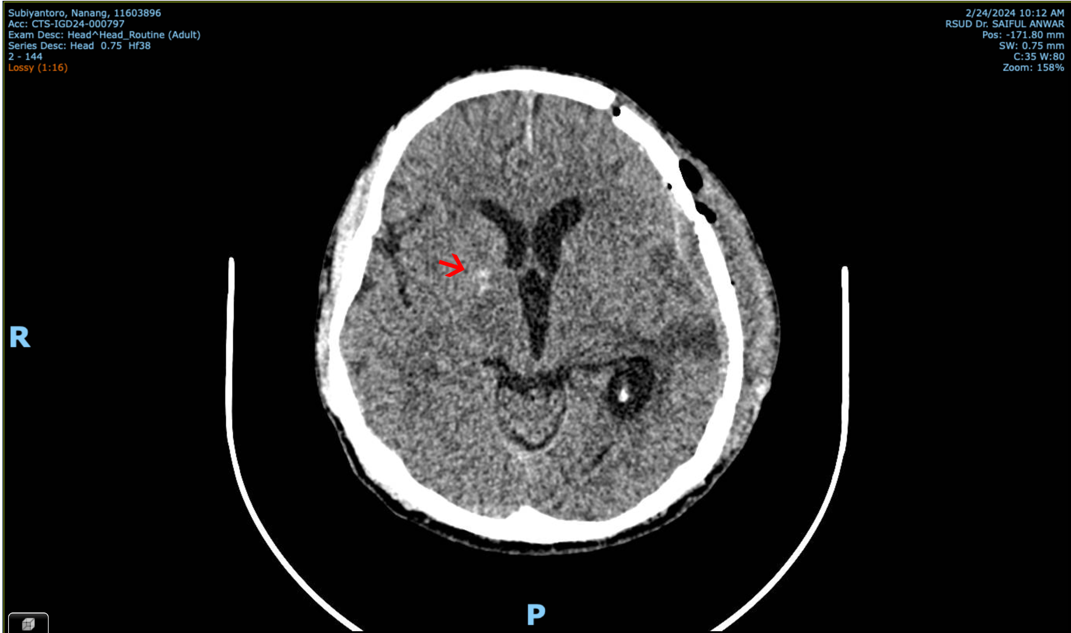 Subiyantoro, Nanang, 11603896
Acc: CTS-IGD24-000797
Exam Desc: Head^Head_Routine (Adult)
Series Desc: Head 0.75 Hf38
2 - 144
Lossy (1:16)
2/24/2024 10:12 AM
RSUD Dr. SAIFUL ANWAR
Pos: -171.80 mm
SW: 0.75 mm
C:35 W:80
Zoom: 158%
R
P